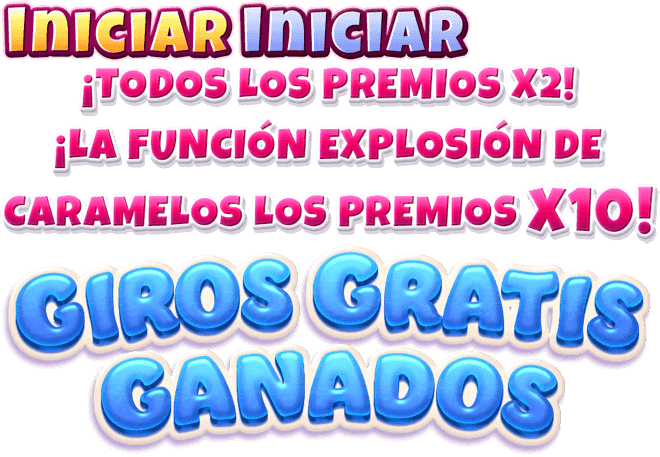 INICIAR INICIAR
¡TODOS LOS PREMIOS X2!
¡LA FUNCIÓN EXPLOSIÓN DE
CARAMELOS LOS PREMIOS X10!
GIROS GRATIS
GANADOS